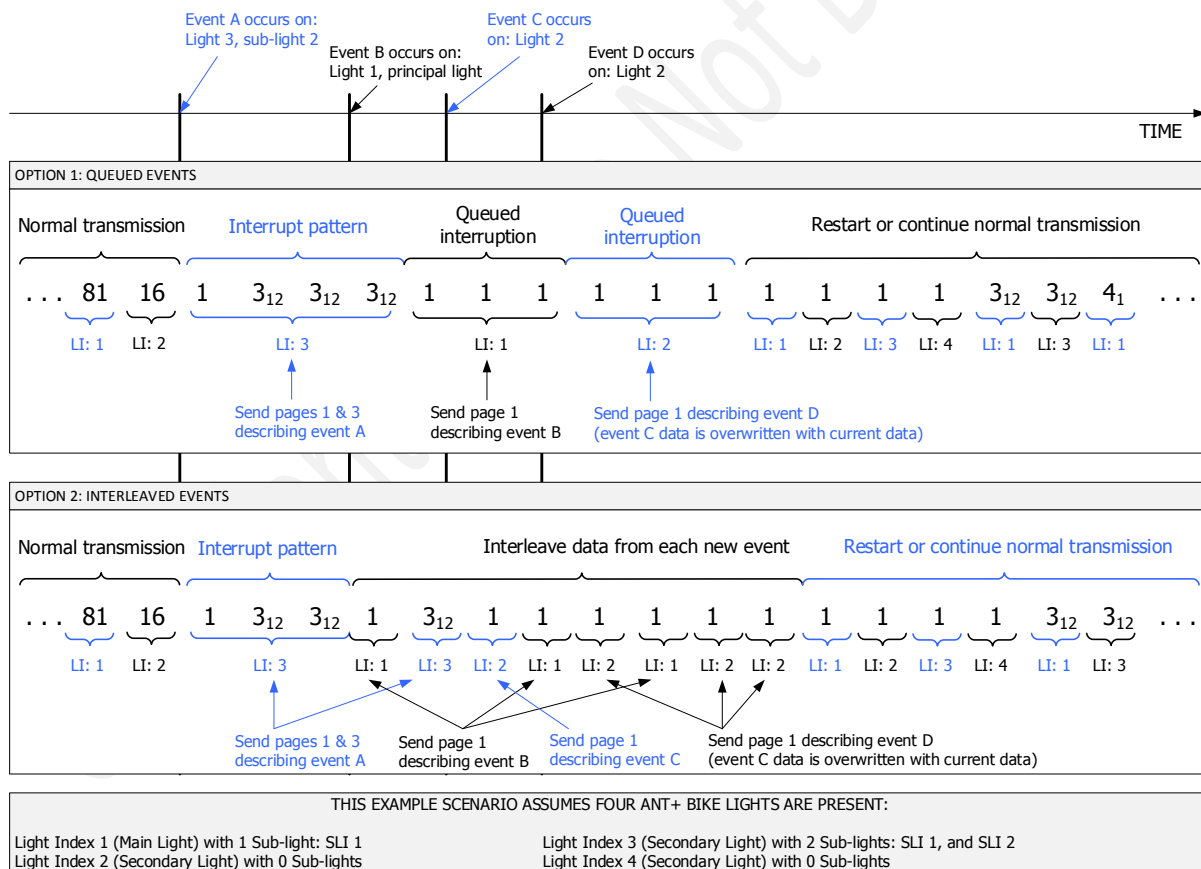 Event A occurs on:
Light 3, sub-light 2
Event B occurs on:
Light 1, principal light
Event C occurs
on: Light 2
Event D occurs
on: Light 2
TIME
OPTION 1: QUEUED EVENTS
Normal transmission
Interrupt pattern
Queued
interruption
Queued
interruption
Restart or continue normal transmission
. . . 81 16 1 3₁₂ 3₁₂ 3₁₂ 1 1 1 1 1 1 1 1 1 1 3₁₂ 3₁₂ 4₁ . . .
LI: 1 LI: 2 LI: 3 LI: 1 LI: 2 LI: 1 LI: 2 LI: 3 LI: 4 LI: 1 LI: 3 LI: 1
Send pages 1 & 3
describing event A
Send page 1
describing event B
Send page 1 describing event D
(event C data is overwritten with current data)
OPTION 2: INTERLEAVED EVENTS
Normal transmission
Interrupt pattern
Interleave data from each new event
Restart or continue normal transmission
. . . 81 16 1 3₁₂ 3₁₂ 1 3₁₂ 1 1 1 1 1 1 1 1 1 1 3₁₂ 3₁₂ . . .
LI: 1 LI: 2 LI: 3 LI: 1 LI: 3 LI: 2 LI: 1 LI: 2 LI: 1 LI: 2 LI: 2 LI: 1 LI: 2 LI: 3 LI: 4 LI: 1 LI: 3
Send pages 1 & 3
describing event A
Send page 1
describing event B
Send page 1
describing event C
Send page 1 describing event D
(event C data is overwritten with current data)
THIS EXAMPLE SCENARIO ASSUMES FOUR ANT+ BIKE LIGHTS ARE PRESENT:
Light Index 1 (Main Light) with 1 Sub-light: SLI 1
Light Index 2 (Secondary Light) with 0 Sub-lights
Light Index 3 (Secondary Light) with 2 Sub-lights: SLI 1, and SLI 2
Light Index 4 (Secondary Light) with 0 Sub-lights